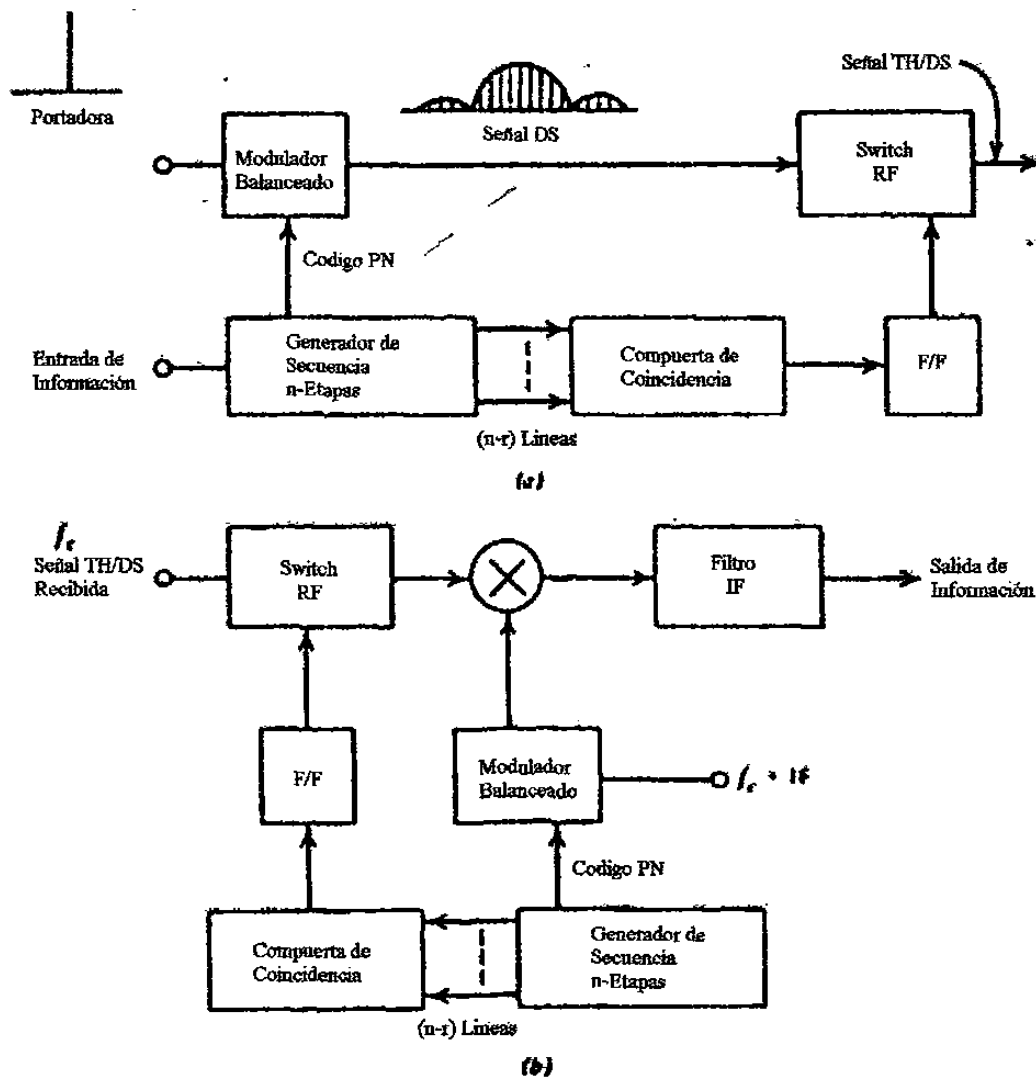 Portadora
Señal DS
Señal TH/DS
Modulador
Balanceado
Switch
RF
Codigo PN
Entrada de
Información
Generador de
Secuencia
n-Etapas
Compuerta de
Coincidencia
F/F
(n-r) Lineas
(a)
f
Señal TH/DS
Recibida
Switch
RF
Filtro
IF
Salida de
Información
F/F
Modulador
Balanceado
Codigo PN
Compuerta de
Coincidencia
Generador de
Secuencia
n-Etapas
(n-r) Lineas
(b)